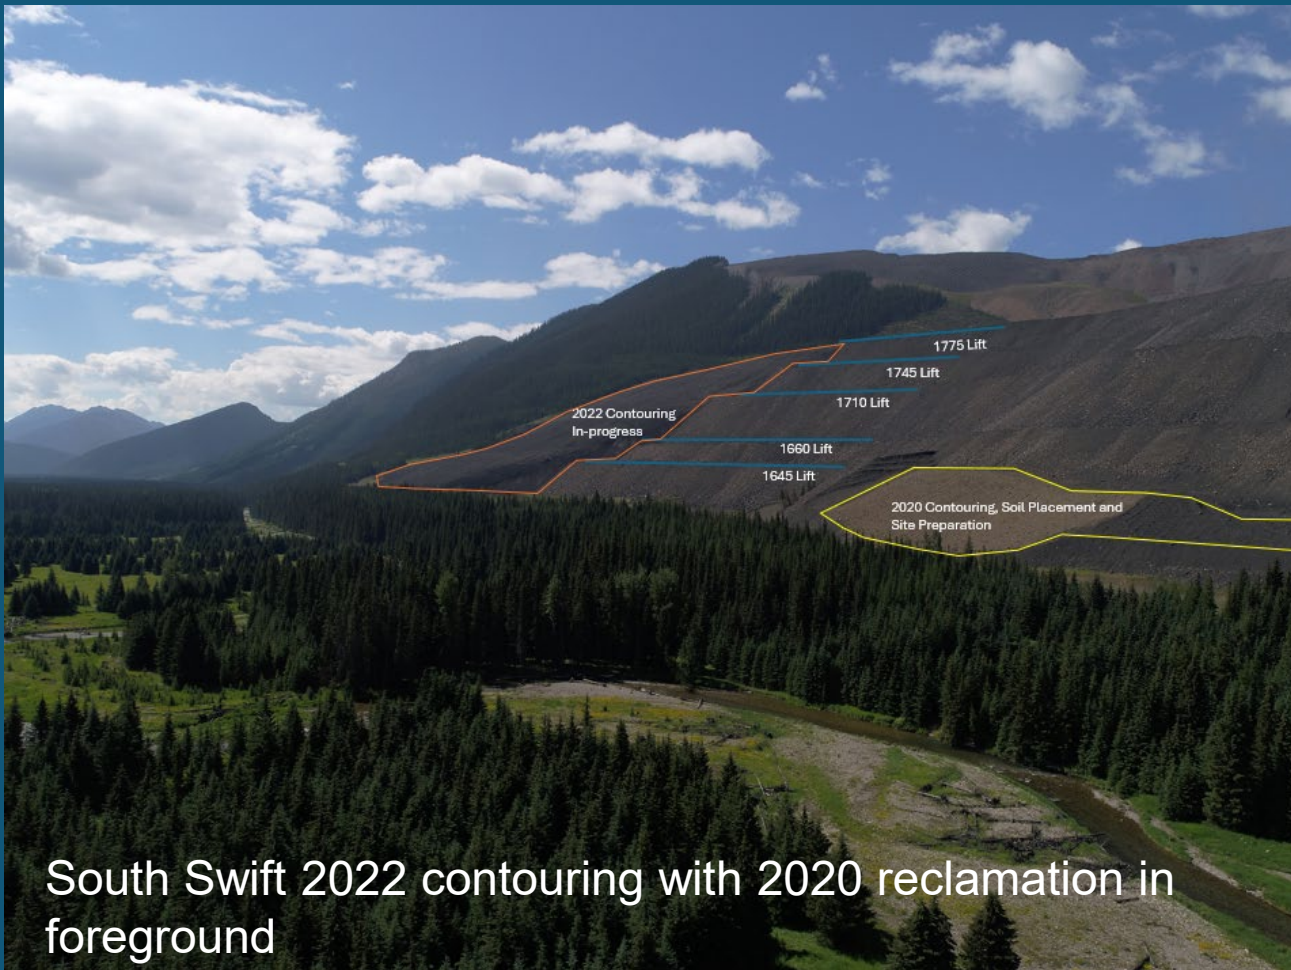 1775 Lift
1745 Lift
1710 Lift
2022 Contouring
In-progress
1660 Lift
1645 Lift
2020 Contouring, Soil Placement and
Site Preparation
South Swift 2022 contouring with 2020 reclamation in
foreground